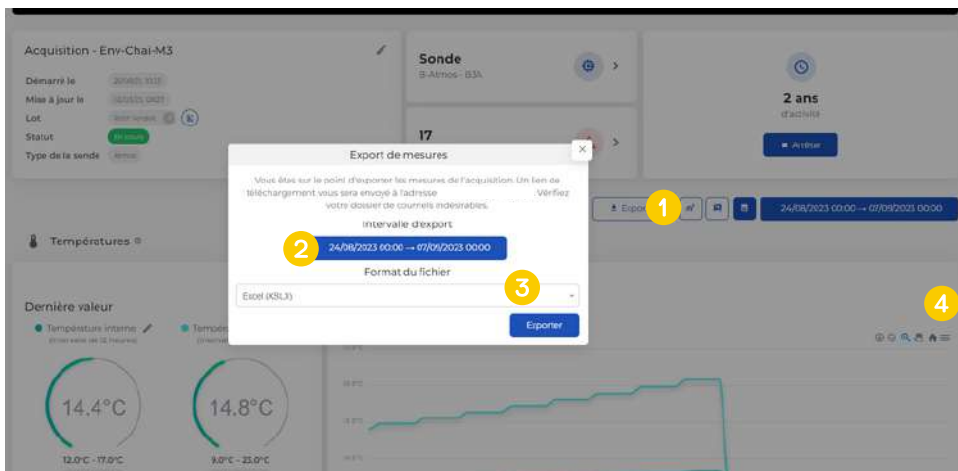 Acquisition - Env-Chai-M3
Démarré le
Mise à jour le
Lot
Statut
En cours
Type de la sonde
Atmos
Sonde
B-Atmos - B3A
17
2 ans
d'activité
Arrêter
Export de mesures
×
Vous êtes sur le point d'exporter les mesures de l'acquisition. Un lien de
téléchargement vous sera envoyé à l'adresse . Vérifiez
votre dossier de courriels indésirables.
Intervalle d'export
2
24/08/2023 00:00 → 07/09/2023 00:00
Format du fichier
3
Exporter
1
24/08/2023 00:00 → 07/09/2023 00:00
Températures
4
Dernière valeur
Température interne
14.4°C
12.0°C - 17.0°C
14.8°C
9.0°C - 23.0°C